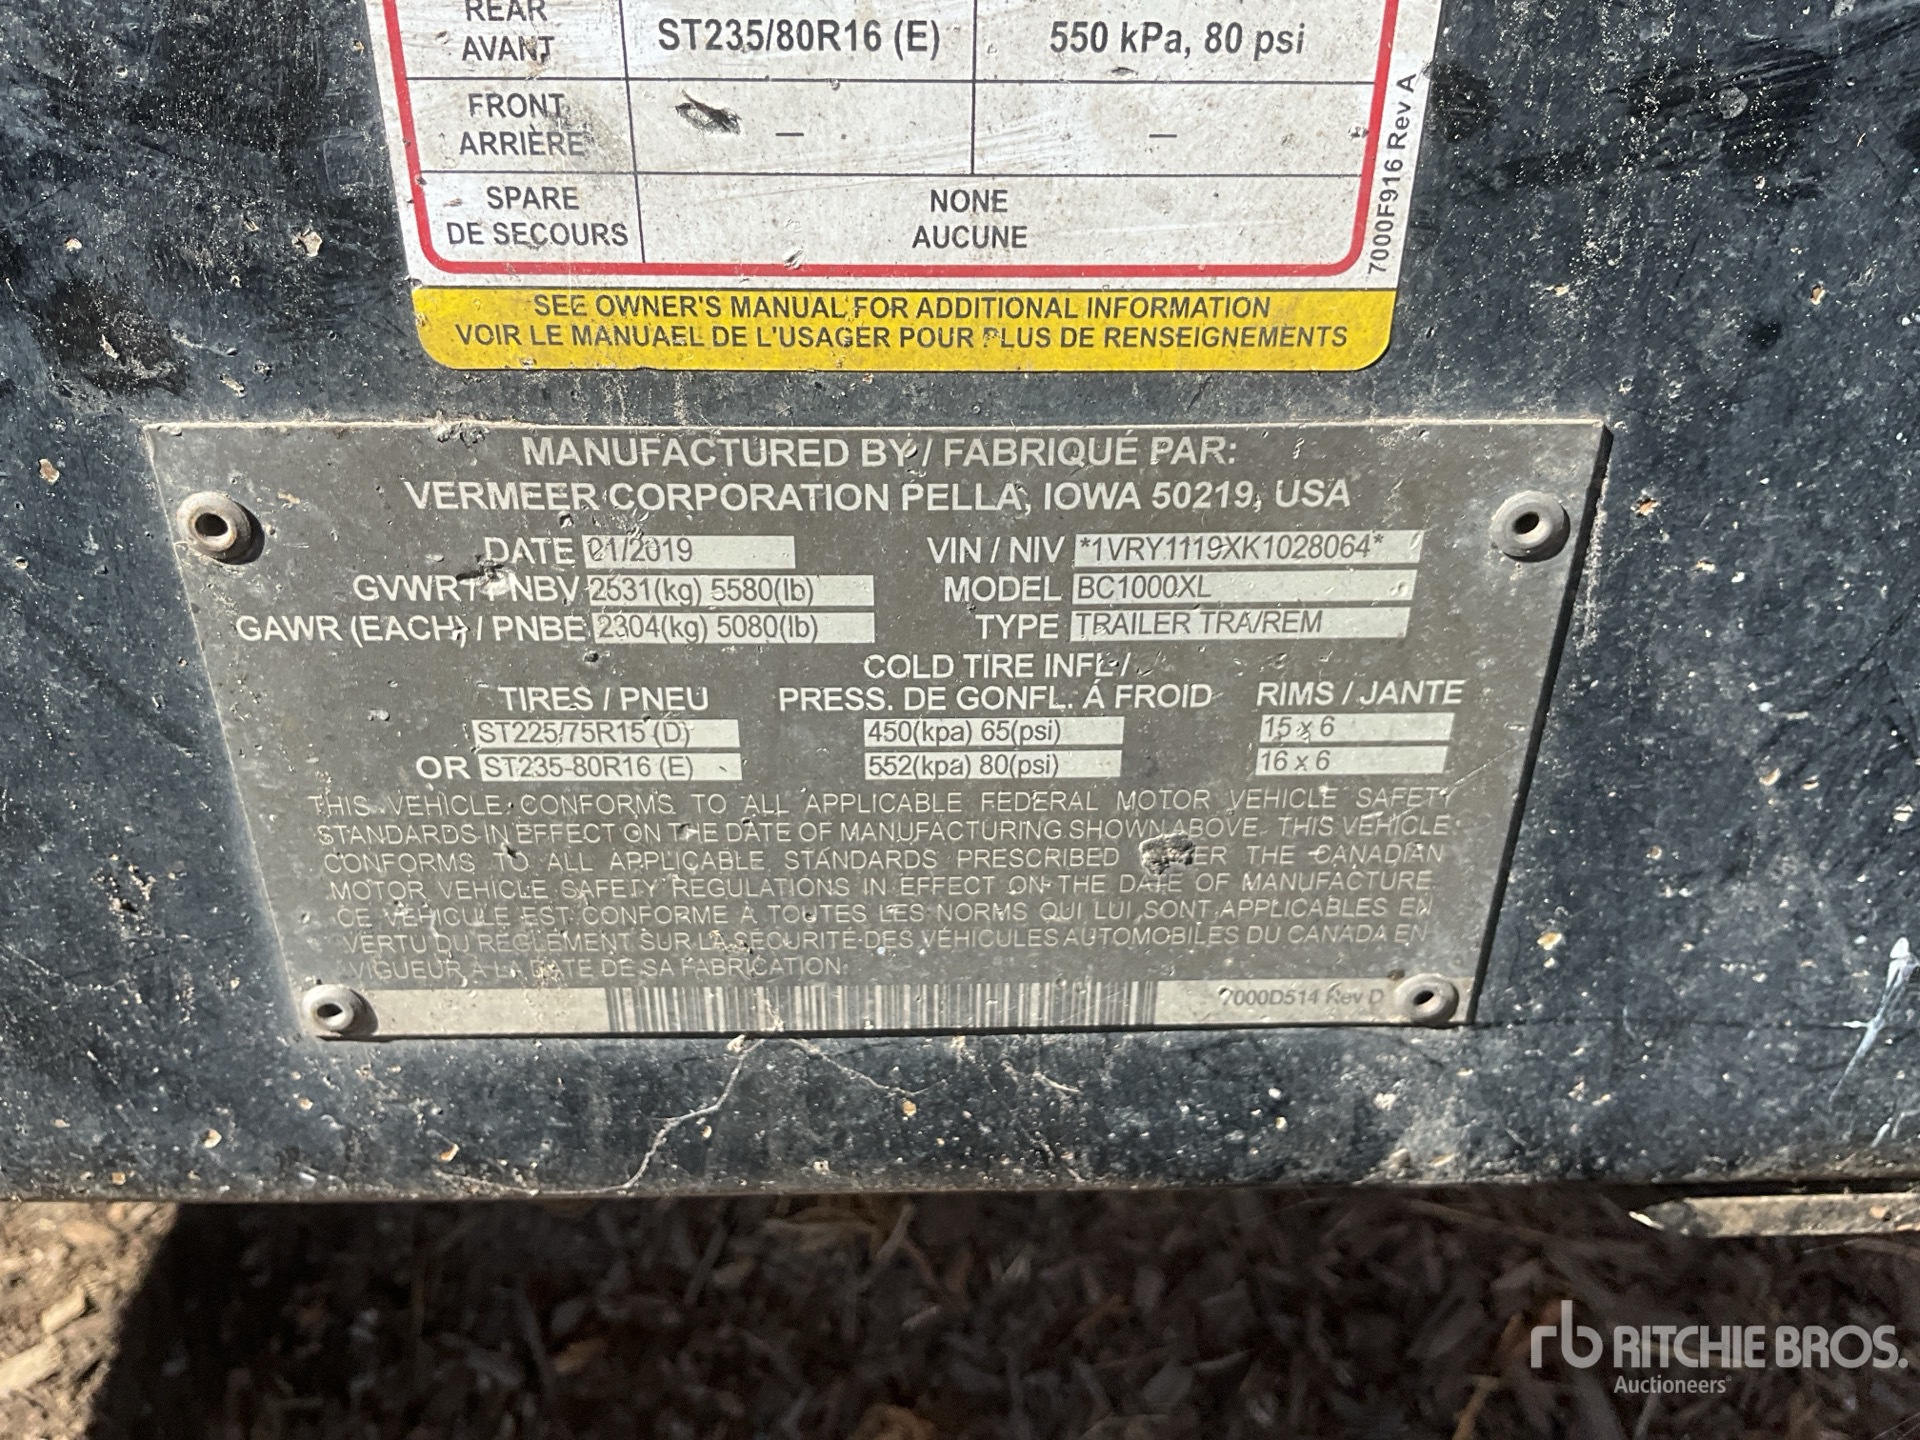 REAR
AVANT
ST235/80R16 (E)
550 kPa, 80 psi
FRONT
ARRIÈRE
—
—
SPARE
DE SECOURS
NONE
AUCUNE
7000F916 Rev A
SEE OWNER'S MANUAL FOR ADDITIONAL INFORMATION
VOIR LE MANUAEL DE L'USAGER POUR PLUS DE RENSEIGNEMENTS
MANUFACTURED BY / FABRIQUÉ PAR:
VERMEER CORPORATION PELLA, IOWA 50219, USA
DATE 01/2019 VIN / NIV *1VRY1119XK1028064*
GVWR / PNBV 2531(kg) 5580(lb) MODEL BC1000XL
GAWR (EACH) / PNBE 2304(kg) 5080(lb) TYPE TRAILER TRA/REM
COLD TIRE INFL /
TIRES / PNEU PRESS. DE GONFL. Á FROID RIMS / JANTE
ST225/75R15 (D) 450(kpa) 65(psi) 15 x 6
OR ST235-80R16 (E) 552(kpa) 80(psi) 16 x 6
THIS VEHICLE CONFORMS TO ALL APPLICABLE FEDERAL MOTOR VEHICLE SAFETY
STANDARDS IN EFFECT ON THE DATE OF MANUFACTURING SHOWN ABOVE. THIS VEHICLE
CONFORMS TO ALL APPLICABLE STANDARDS PRESCRIBED THE CANADIAN
MOTOR VEHICLE SAFETY REGULATIONS IN EFFECT ON THE DATE OF MANUFACTURE.
CE VÉHICULE EST CONFORME À TOUTES LES NORMS QUI LUI SONT APPLICABLES EN
VERTU DU RÈGLEMENT SUR LA SÉCURITÉ DES VÉHICULES AUTOMOBILES DU CANADA EN
VIGUEUR À LA DATE DE SA FABRICATION.
7000D514 Rev D
rb RITCHIE BROS.
Auctioneers